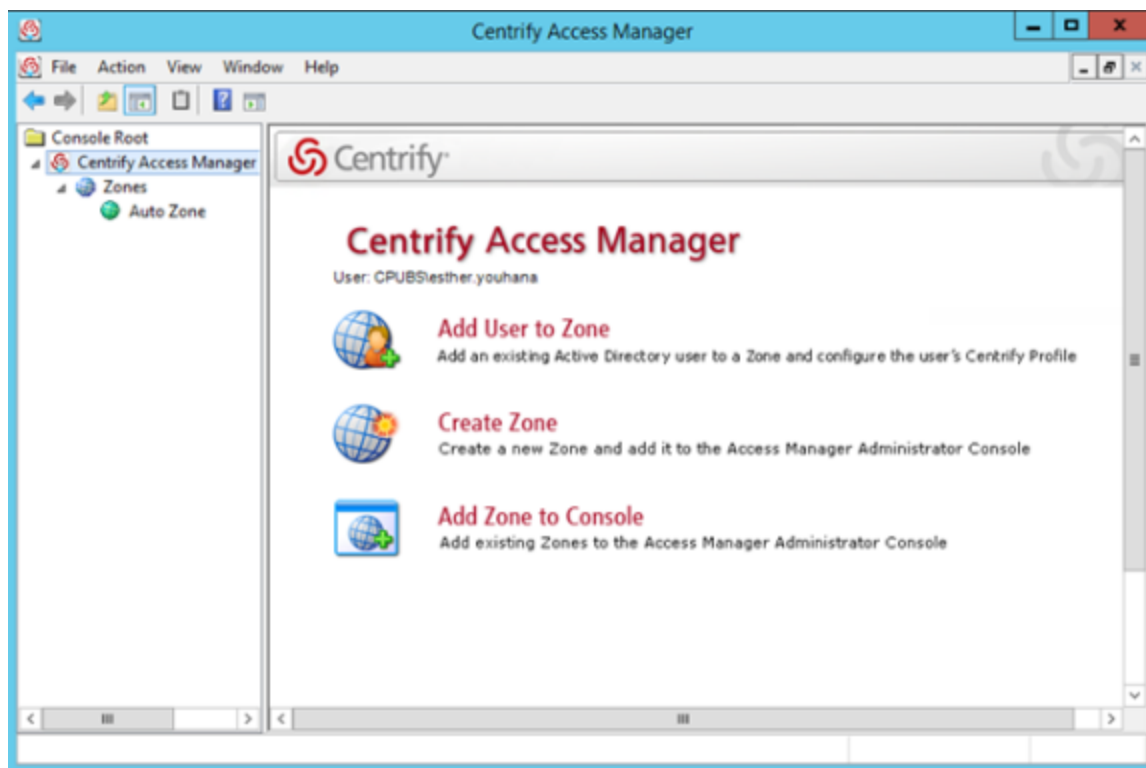 Centrify Access Manager
File Action View Window Help
Console Root
Centrify Access Manager
Zones
Auto Zone
Centrify
Centrify Access Manager
User: CPUBS\esther.youhana
Add User to Zone
Add an existing Active Directory user to a Zone and configure the user's Centrify Profile
Create Zone
Create a new Zone and add it to the Access Manager Administrator Console
Add Zone to Console
Add existing Zones to the Access Manager Administrator Console